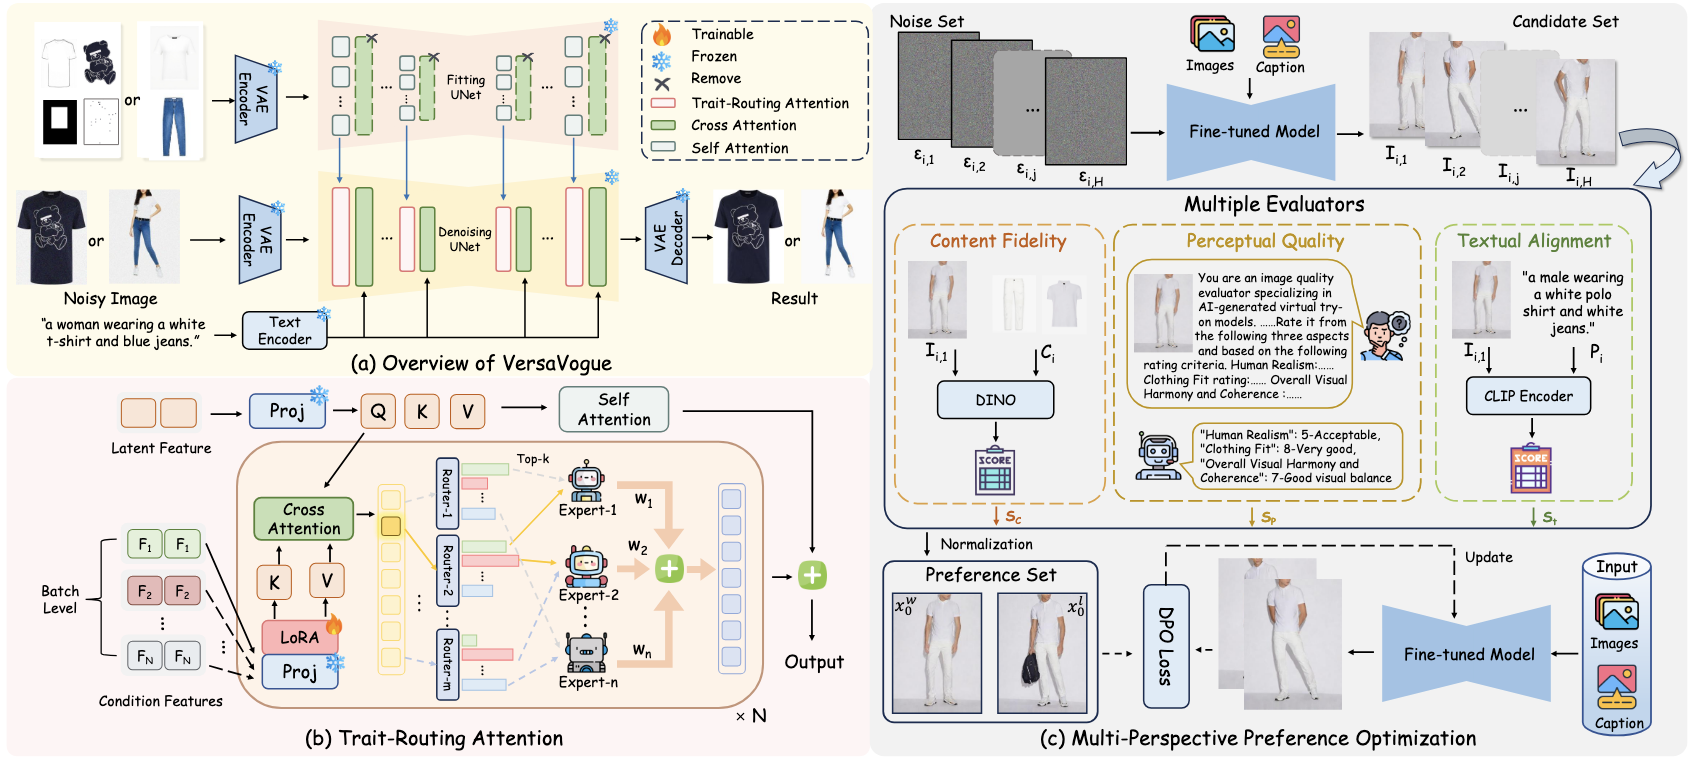 or
VAE
Encoder
Fitting
UNet
Trainable
Frozen
Remove
Trait-Routing Attention
Cross Attention
Self Attention
or
Noisy Image
VAE
Encoder
Denoising
UNet
VAE
Decoder
or
Result
"a woman wearing a white
t-shirt and blue jeans."
Text
Encoder
(a) Overview of VersaVogue
Latent Feature
Proj
Q
K
V
Self
Attention
Cross
Attention
K
V
LoRA
Proj
Batch
Level
F1 F1
F2 F2
FN FN
Condition Features
Router-1
Router-2
Router-m
Top-k
Expert-1
Expert-2
Expert-n
w1
w2
wn
Output
× N
(b) Trait-Routing Attention
Noise Set
εi,1
εi,2
εi,j
εi,H
Images
Caption
Fine-tuned Model
Candidate Set
Ii,1
Ii,2
Ii,j
Ii,H
Multiple Evaluators
Content Fidelity
Ii,1
Ci
DINO
SCORE
Sc
Perceptual Quality
You are an image quality
evaluator specializing in
AI-generated virtual try-
on models. ......Rate it from
the following three aspects
and based on the following
rating criteria. Human Realism:......
Clothing Fit rating:...... Overall Visual
Harmony and Coherence :......
"Human Realism": 5-Acceptable,
"Clothing Fit": 8-Very good,
"Overall Visual Harmony and
Coherence": 7-Good visual balance
SP
Textual Alignment
"a male wearing
a white polo
shirt and white
jeans."
Ii,1
Pi
CLIP Encoder
SCORE
St
Normalization
Preference Set
x0w
x0l
DPO Loss
Update
Fine-tuned Model
Input
Images
Caption
(c) Multi-Perspective Preference Optimization